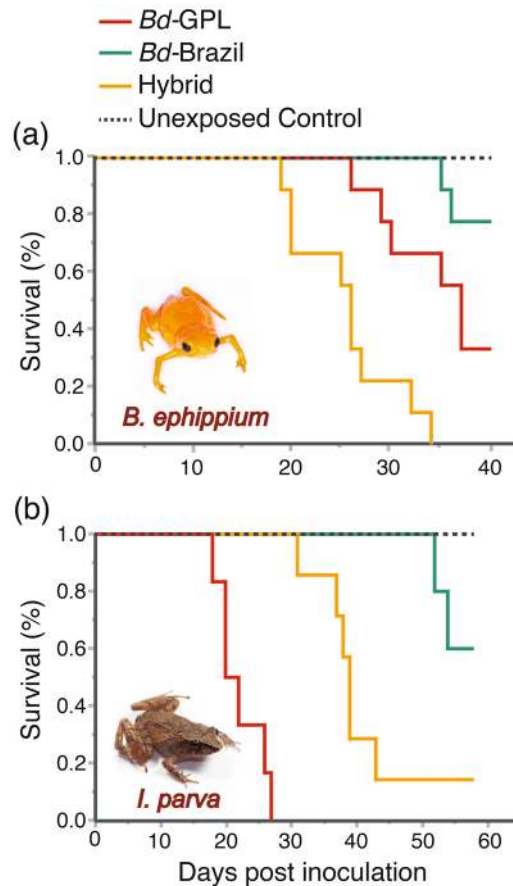 Bd-GPL
Bd-Brazil
Hybrid
Unexposed Control
(a)
1.0
0.8
0.6
0.4
0.2
0.0
Survival (%)
B. ephippium
0 10 20 30 40
(b)
1.0
0.8
0.6
0.4
0.2
0.0
Survival (%)
I. parva
0 10 20 30 40 50 60
Days post inoculation